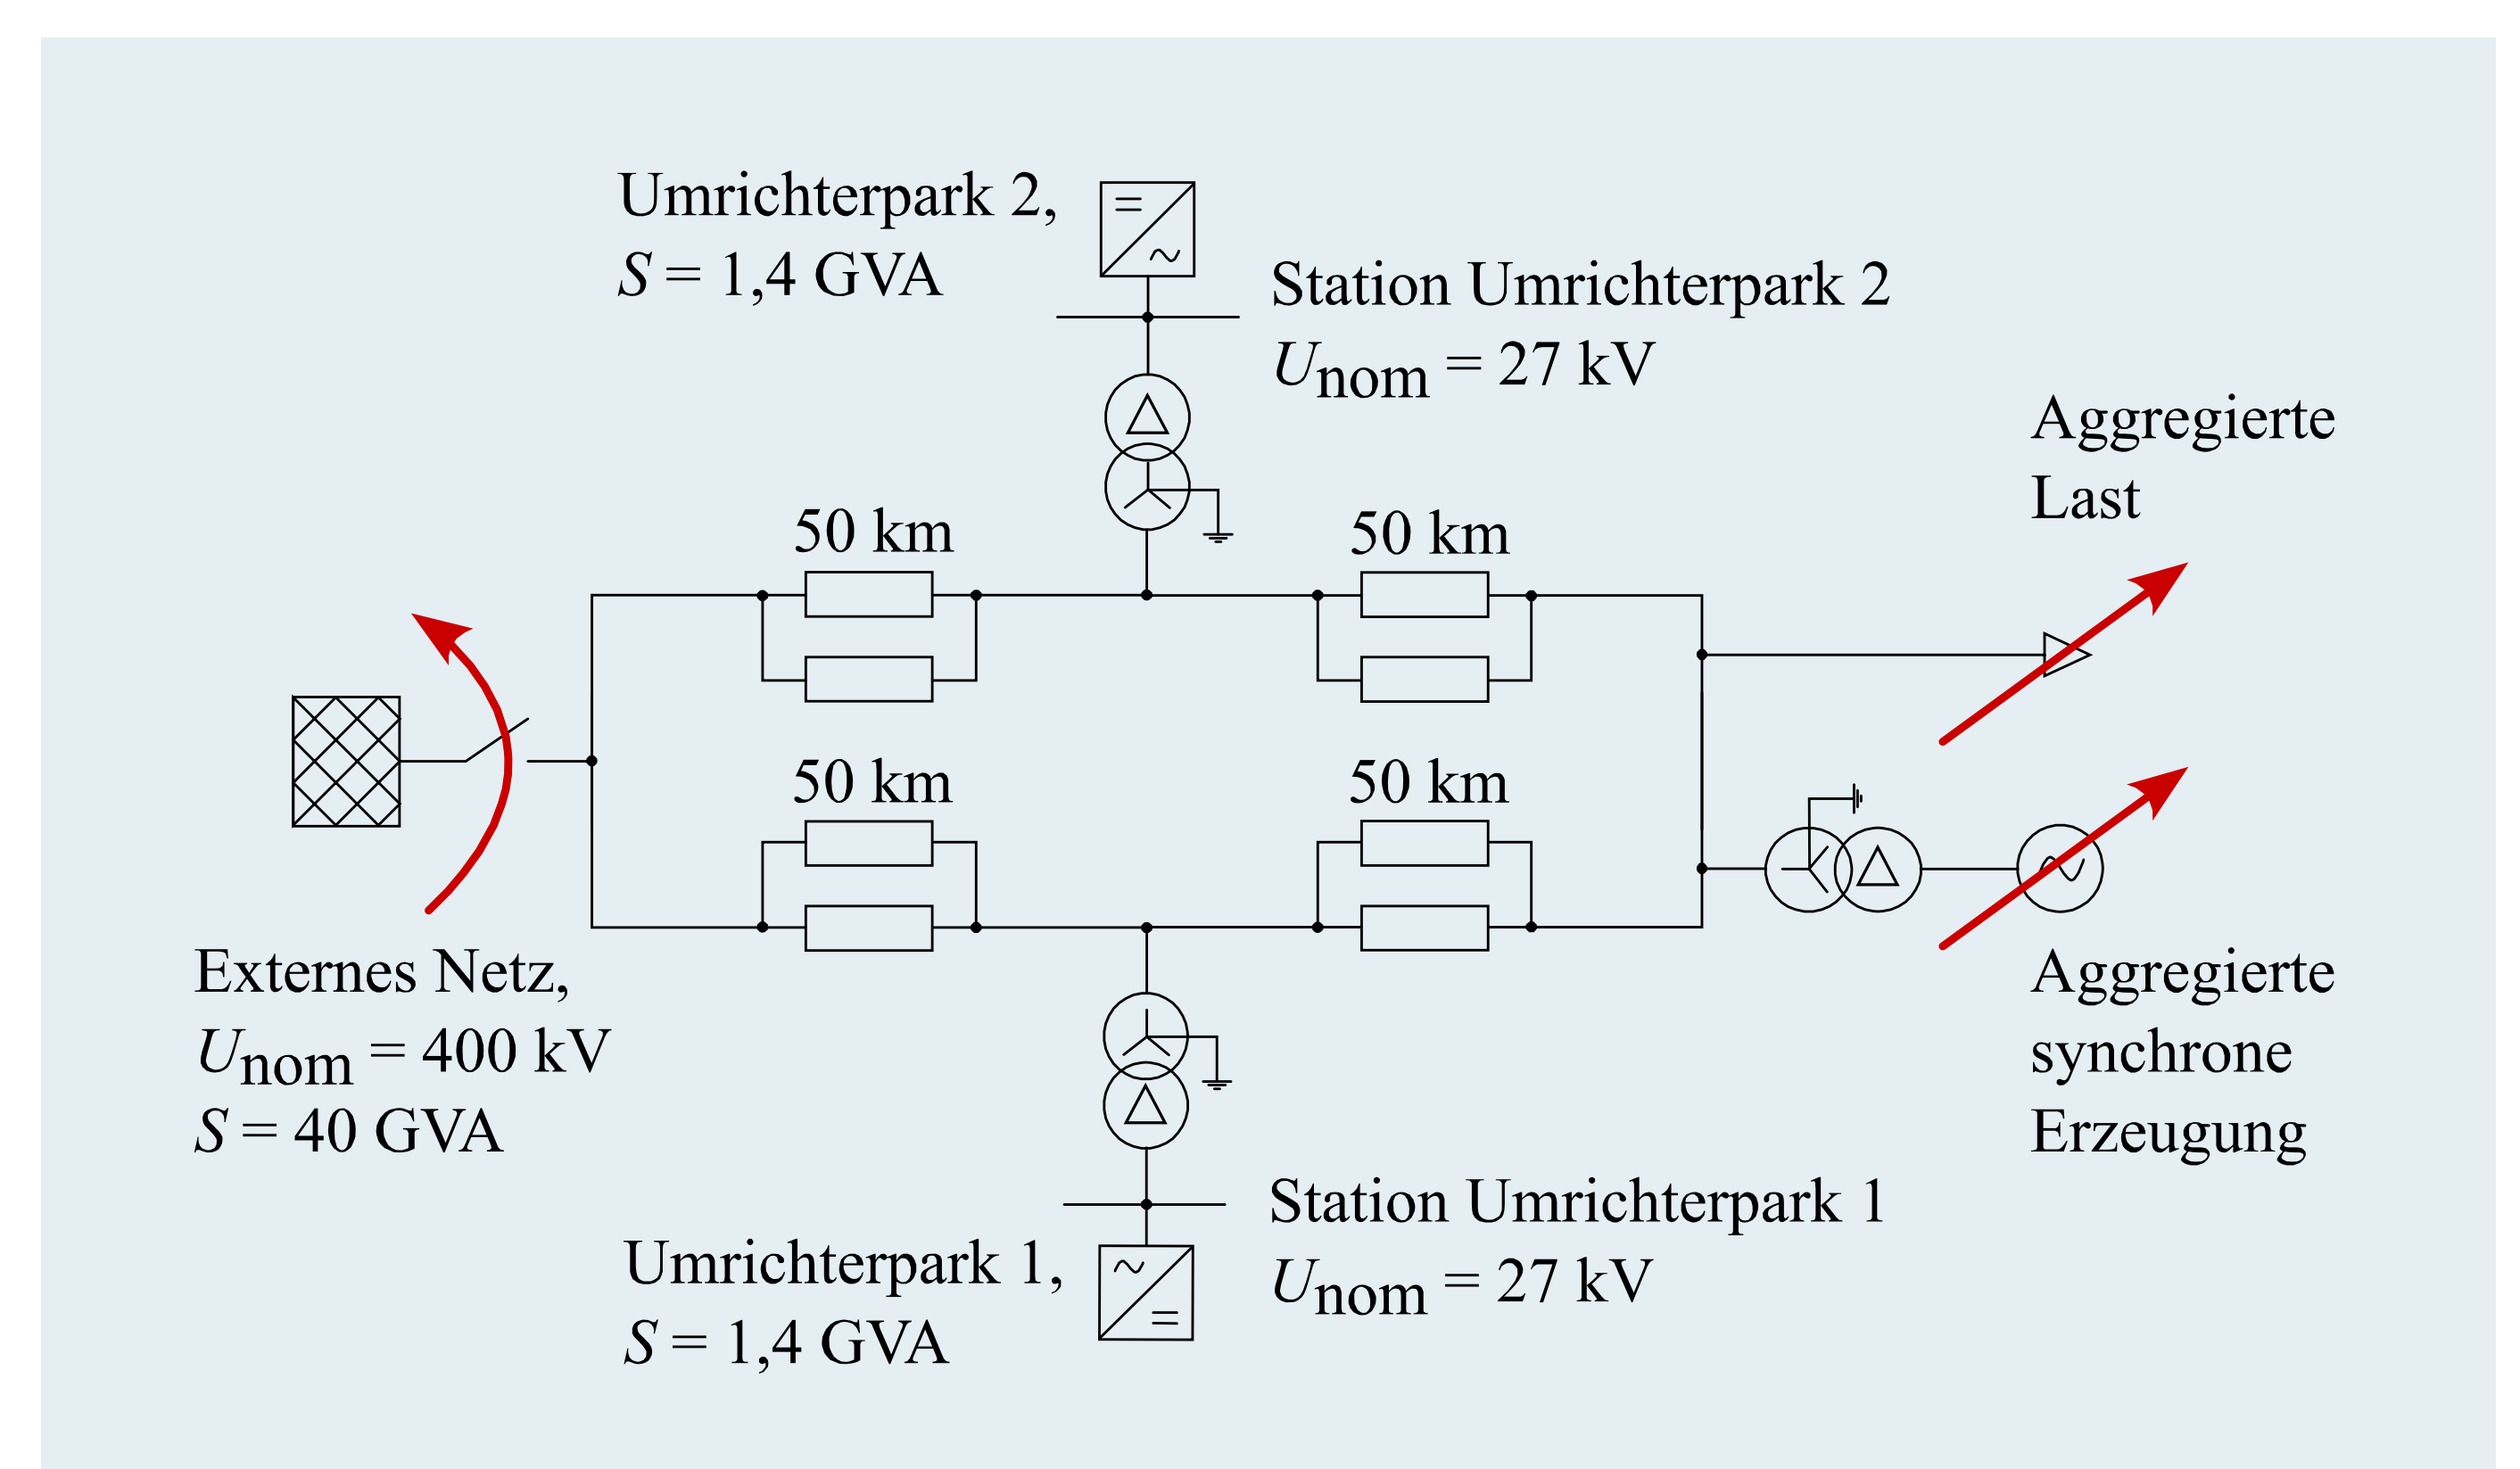 Umrichterpark 2,
S = 1,4 GVA
Station Umrichterpark 2
Unom = 27 kV
Aggregierte
Last
50 km
50 km
50 km
50 km
Externes Netz,
Unom = 400 kV
S = 40 GVA
Aggregierte
synchrone
Erzeugung
Station Umrichterpark 1
Unom = 27 kV
Umrichterpark 1,
S = 1,4 GVA